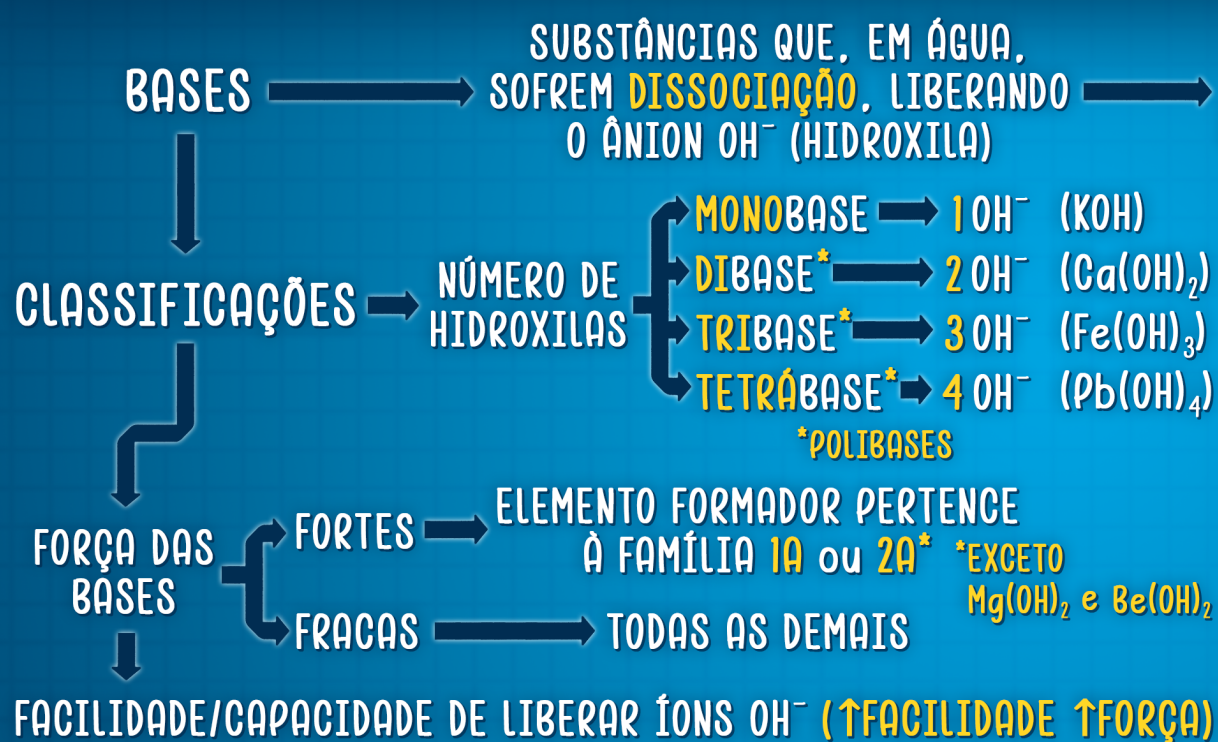 BASES
SUBSTÂNCIAS QUE, EM ÁGUA,
SOFREM DISSOCIAÇÃO, LIBERANDO
O ÂNION OH⁻ (HIDROXILA)
CLASSIFICAÇÕES
NÚMERO DE
HIDROXILAS
MONOBASE 1 OH⁻ (KOH)
DIBASE* 2 OH⁻ (Ca(OH)₂)
TRIBASE* 3 OH⁻ (Fe(OH)₃)
TETRÁBASE* 4 OH⁻ (Pb(OH)₄)
*POLIBASES
FORÇA DAS
BASES
FORTES
ELEMENTO FORMADOR PERTENCE
À FAMÍLIA 1A ou 2A*
*EXCETO
Mg(OH)₂ e Be(OH)₂
FRACAS
TODAS AS DEMAIS
FACILIDADE/CAPACIDADE DE LIBERAR ÍONS OH⁻ (↑FACILIDADE ↑FORÇA)